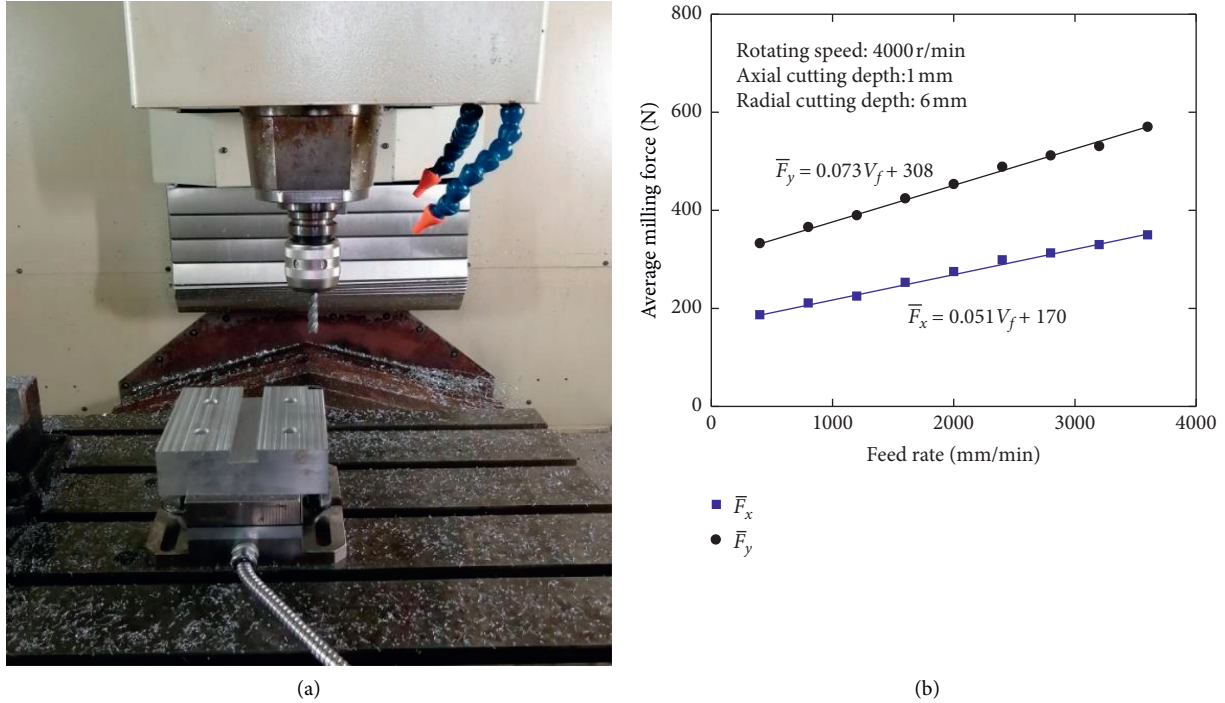 800
600
400
200
0
Average milling force (N)
Rotating speed: 4000 r/min
Axial cutting depth:1 mm
Radial cutting depth: 6 mm
F̅y = 0.073Vf + 308
F̅x = 0.051Vf + 170
0 1000 2000 3000 4000
Feed rate (mm/min)
F̅x
F̅y
(a)
(b)